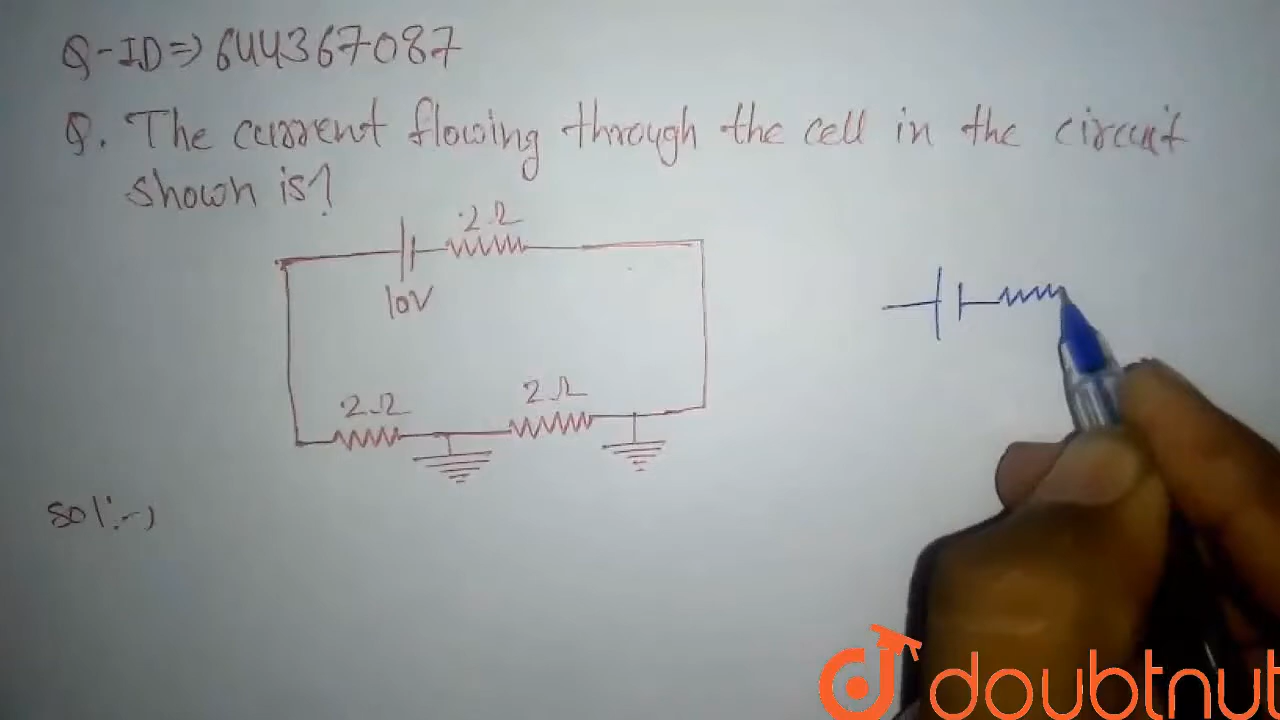 Q-ID⇒ 644367087
Q. The current flowing through the cell in the circuit
shown is?
2Ω
10V
2Ω
2Ω
Sol:-,
doubtnut